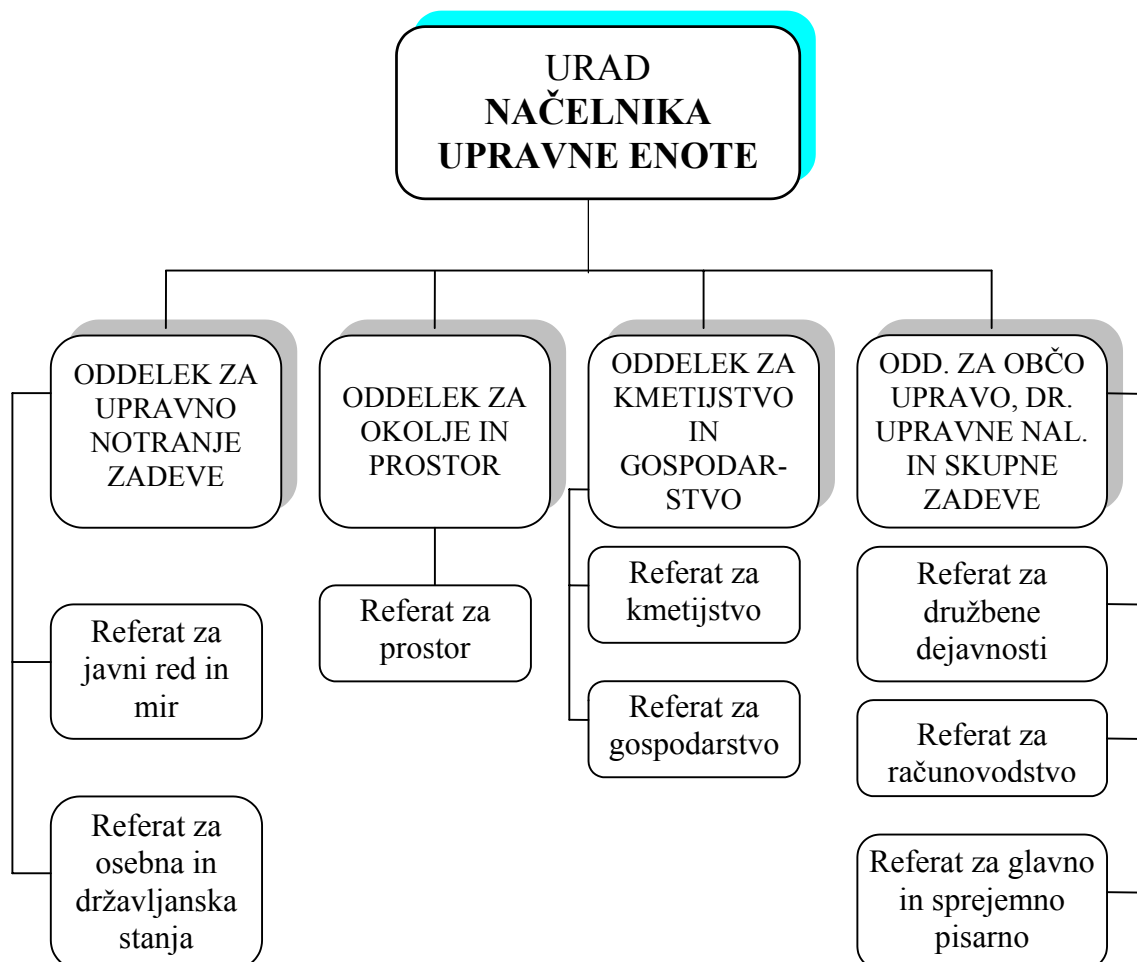 URAD
NAČELNIKA
UPRAVNE ENOTE
ODDELEK ZA
UPRAVNO
NOTRANJE
ZADEVE
ODDELEK ZA
OKOLJE IN
PROSTOR
ODDELEK ZA
KMETIJSTVO
IN
GOSPODAR-
STVO
ODD. ZA OBČO
UPRAVO, DR.
UPRAVNE NAL.
IN SKUPNE
ZADEVE
Referat za
javni red in
mir
Referat za
osebna in
državljanska
stanja
Referat za
prostor
Referat za
kmetijstvo
Referat za
gospodarstvo
Referat za
družbene
dejavnosti
Referat za
računovodstvo
Referat za glavno
in sprejemno
pisarno